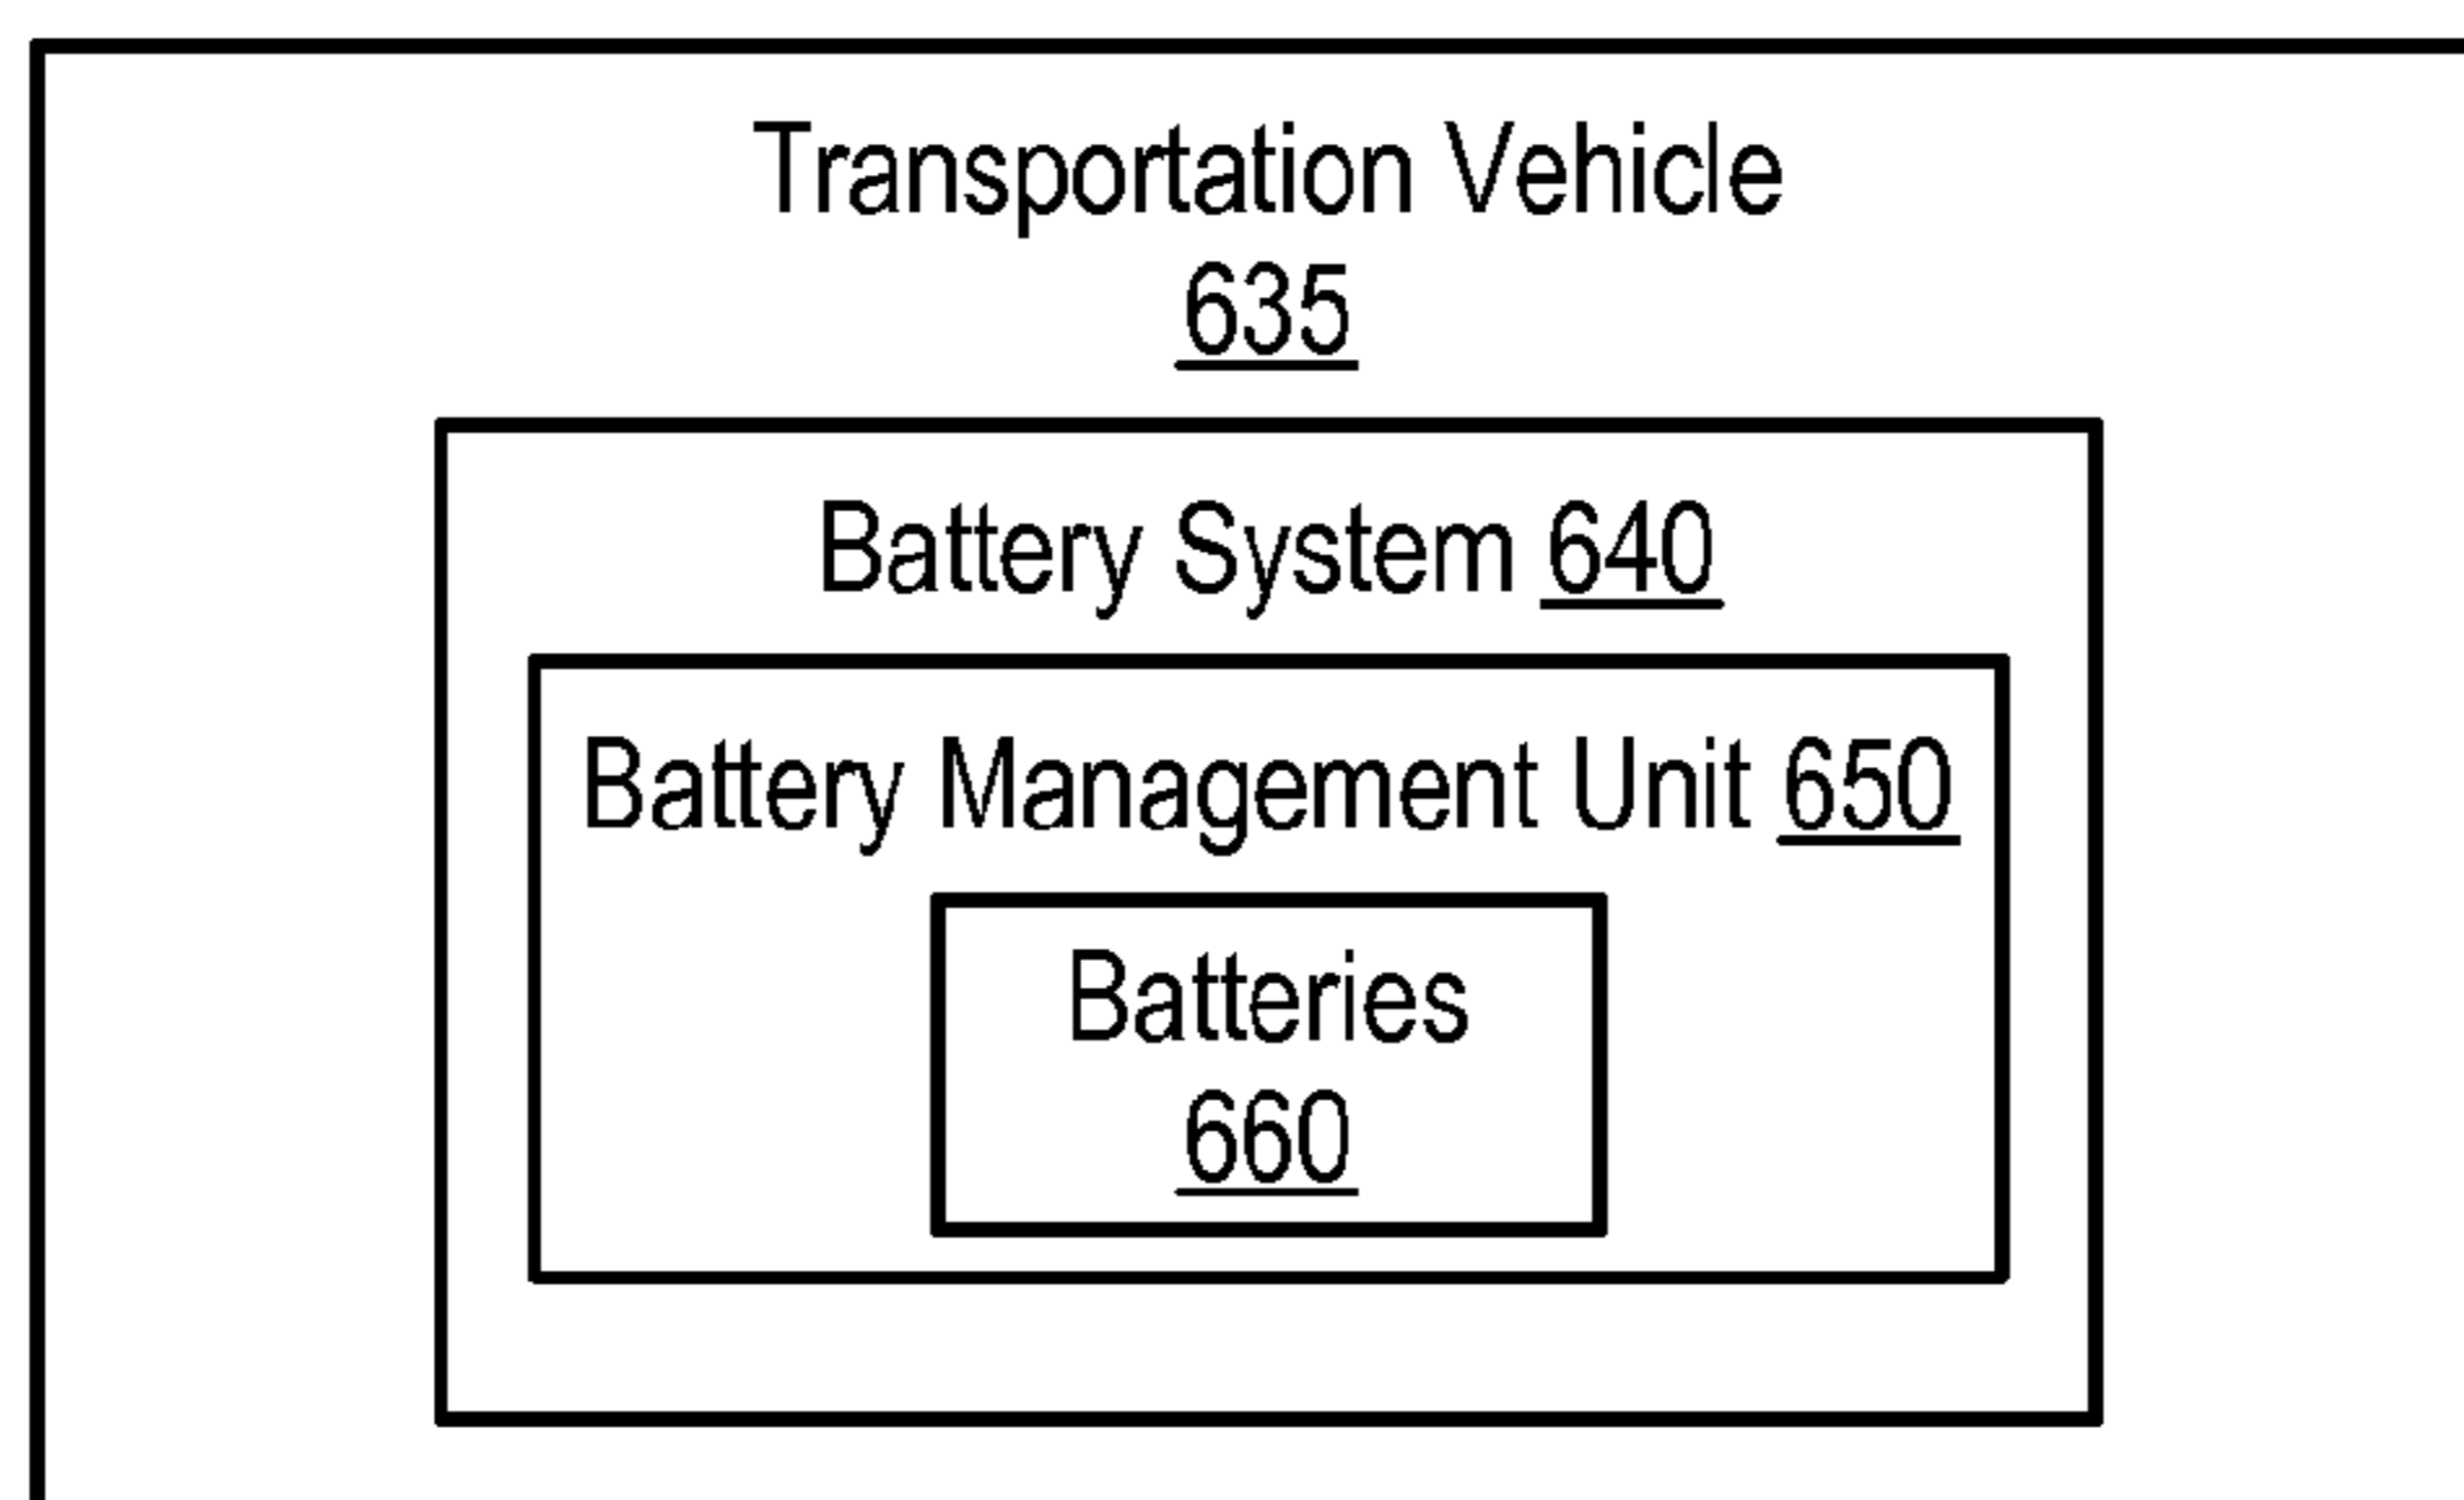 Transportation Vehicle
635
Battery System 640
Battery Management Unit 650
Batteries
660